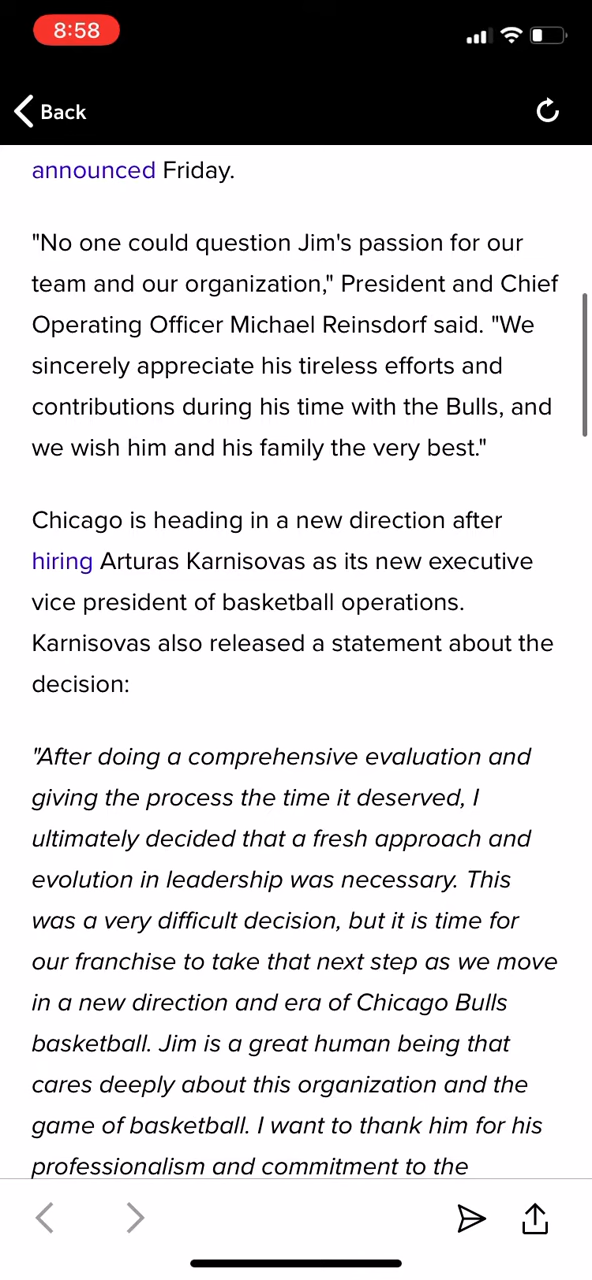 8:58
Back
announced Friday.
"No one could question Jim's passion for our
team and our organization," President and Chief
Operating Officer Michael Reinsdorf said. "We
sincerely appreciate his tireless efforts and
contributions during his time with the Bulls, and
we wish him and his family the very best."
Chicago is heading in a new direction after
hiring Arturas Karnisovas as its new executive
vice president of basketball operations.
Karnisovas also released a statement about the
decision:
"After doing a comprehensive evaluation and
giving the process the time it deserved, I
ultimately decided that a fresh approach and
evolution in leadership was necessary. This
was a very difficult decision, but it is time for
our franchise to take that next step as we move
in a new direction and era of Chicago Bulls
basketball. Jim is a great human being that
cares deeply about this organization and the
game of basketball. I want to thank him for his
professionalism and commitment to the